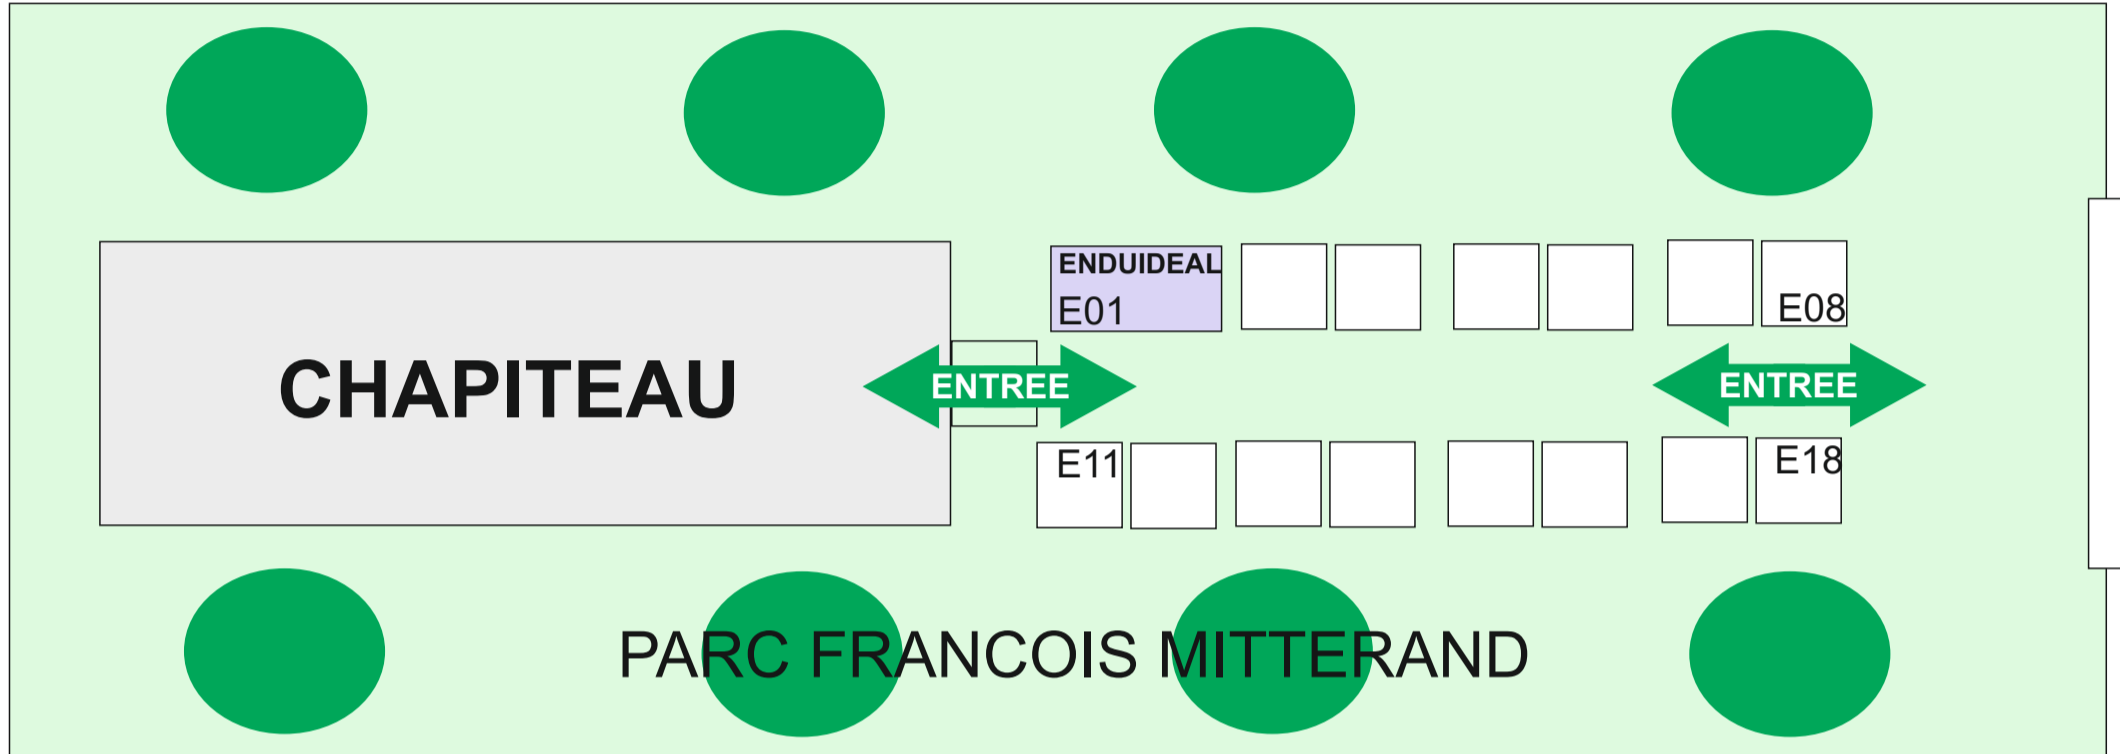 ENDUIDEAL
E01
E08
CHAPITEAU
ENTREE
ENTREE
E11
E18
PARC FRANCOIS MITTERAND